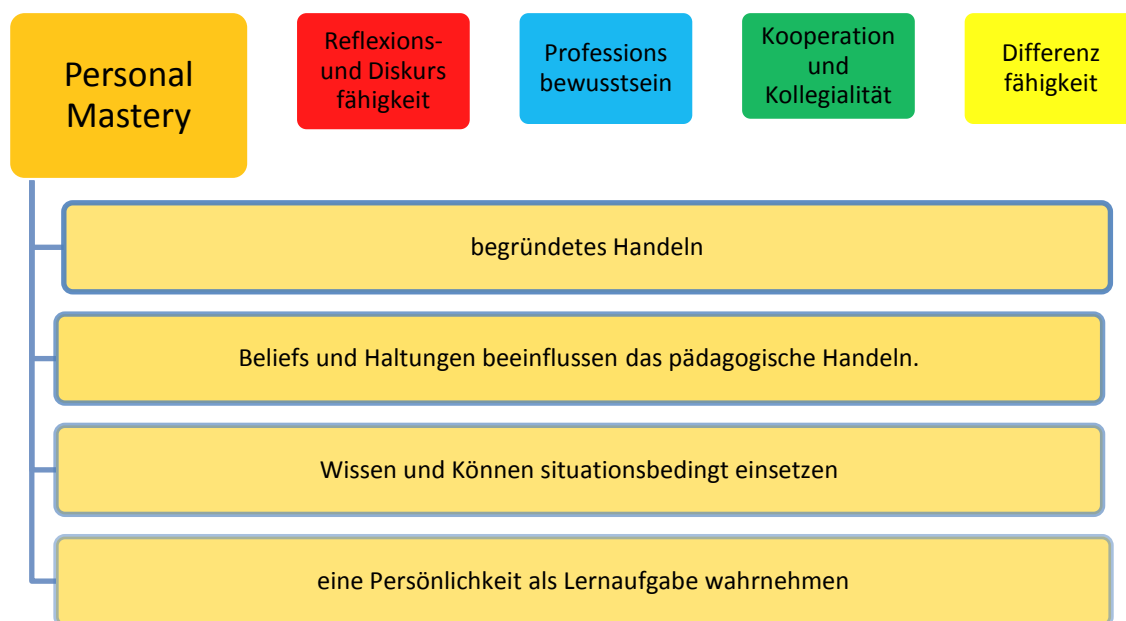 Personal
Mastery
Reflexions-
und Diskurs
fähigkeit
Professions
bewusstsein
Kooperation
und
Kollegialität
Differenz
fähigkeit
begründetes Handeln
Beliefs und Haltungen beeinflussen das pädagogische Handeln.
Wissen und Können situationsbedingt einsetzen
eine Persönlichkeit als Lernaufgabe wahrnehmen